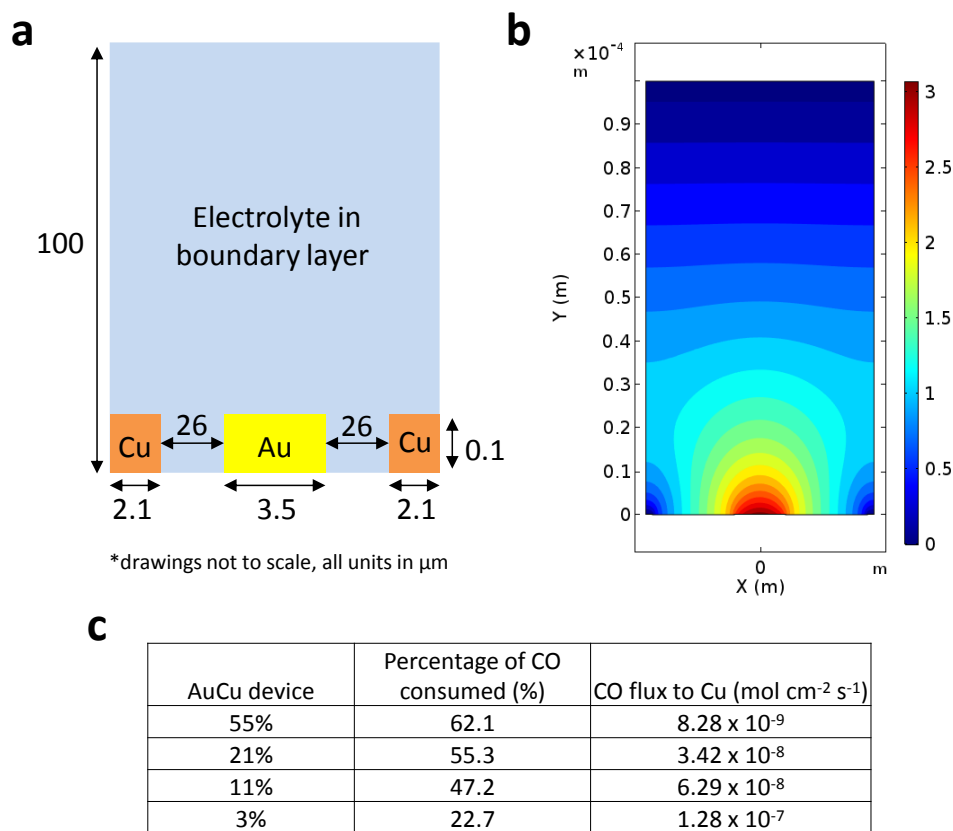 a
100
Electrolyte in
boundary layer
26
26
Cu
Au
Cu
0.1
2.1
3.5
2.1
*drawings not to scale, all units in µm
b
×10⁻⁴
m
0.9
0.8
0.7
0.6
0.5
0.4
0.3
0.2
0.1
0
Y (m)
0
m
X (m)
3
2.5
2
1.5
1
0.5
0
c
AuCu device
Percentage of CO
consumed (%)
CO flux to Cu (mol cm⁻² s⁻¹)
55%
62.1
8.28 x 10⁻⁹
21%
55.3
3.42 x 10⁻⁸
11%
47.2
6.29 x 10⁻⁸
3%
22.7
1.28 x 10⁻⁷